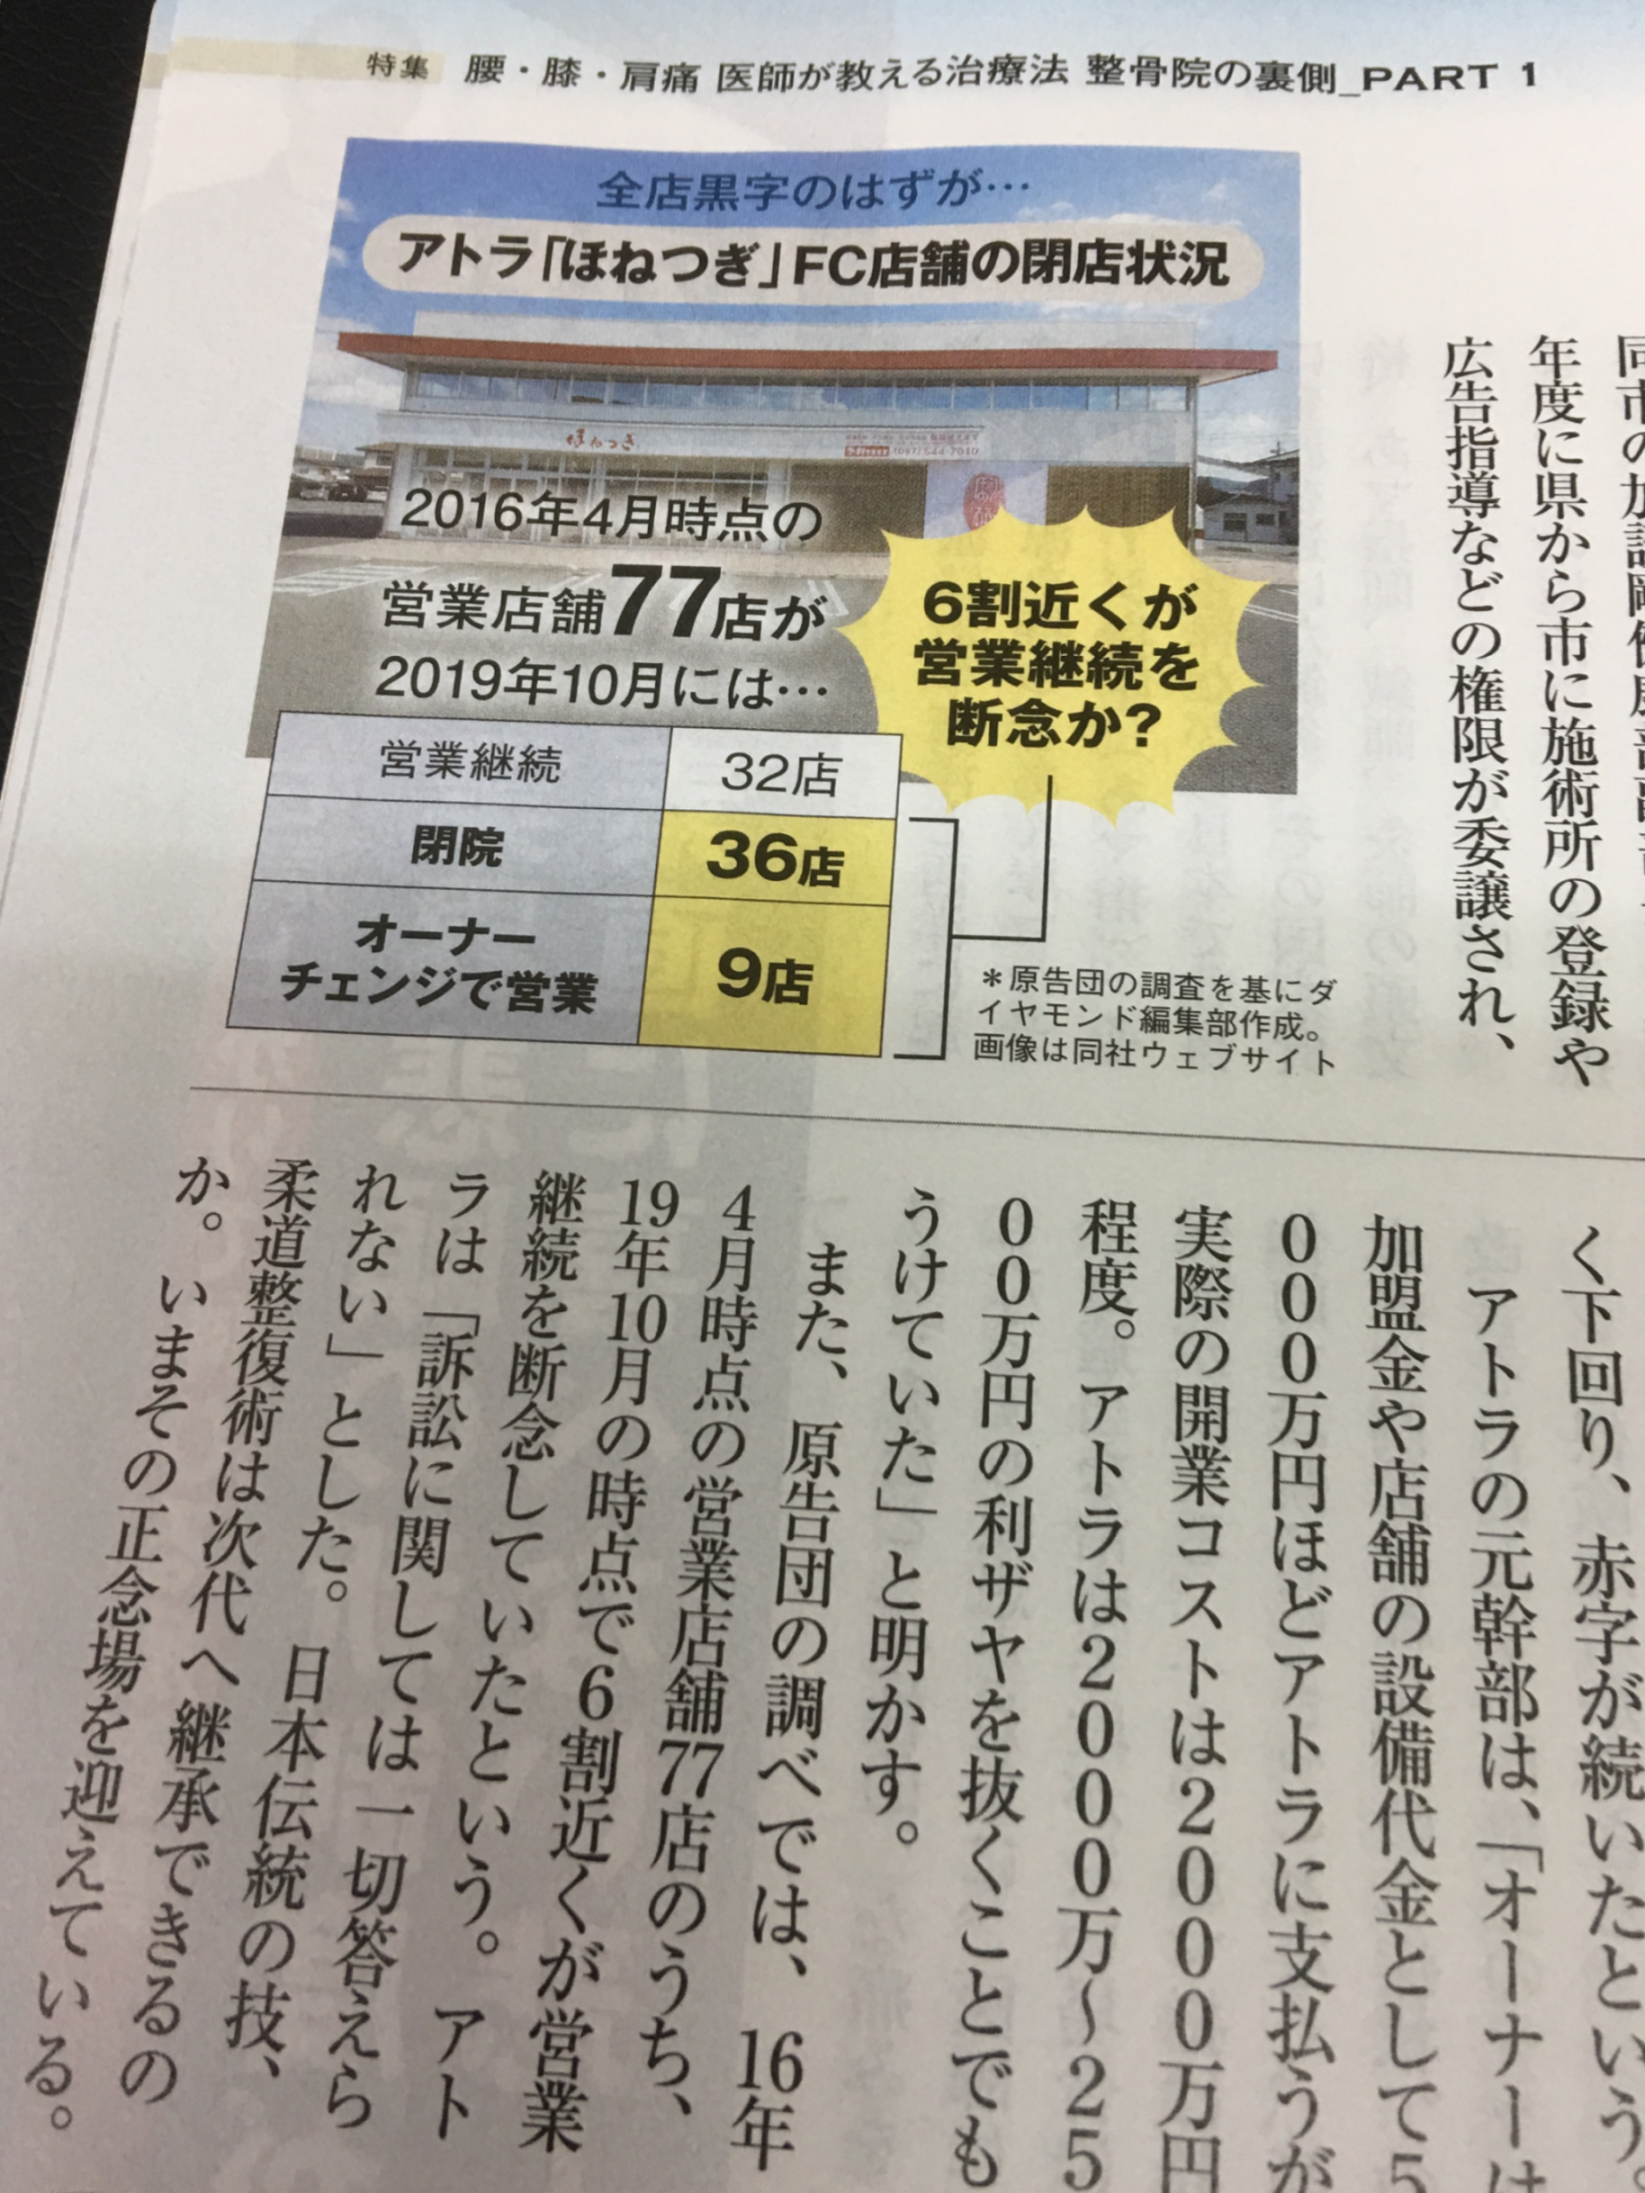 特集 腰・膝・肩痛 医師が教える治療法 整骨院の裏側_PART 1
全店黒字のはずが…
アトラ「ほねつぎ」FC店舗の閉店状況
ほねつぎ
2016年4月時点の
営業店舗77店が
2019年10月には…
6割近くが
営業継続を
断念か?
営業継続 32店
閉院 36店
オーナー
チェンジで営業 9店
*原告団の調査を基にダ
イヤモンド編集部作成。
画像は同社ウェブサイト
年度に県から市に施術所の登録や
広告指導などの権限が委譲され、
く下回り、赤字が続いたという。
アトラの元幹部は、「オーナーは
加盟金や店舗の設備代金として5
000万円ほどアトラに支払うが
実際の開業コストは2000万円
程度。アトラは2000万〜25
00万円の利ザヤを抜くことでも
うけていた」と明かす。
また、原告団の調べでは、16年
4月時点の営業店舗77店のうち、
19年10月の時点で6割近くが営業
継続を断念していたという。アト
ラは「訴訟に関しては一切答えら
れない」とした。日本伝統の技、
柔道整復術は次代へ継承できるの
か。いまその正念場を迎えている。